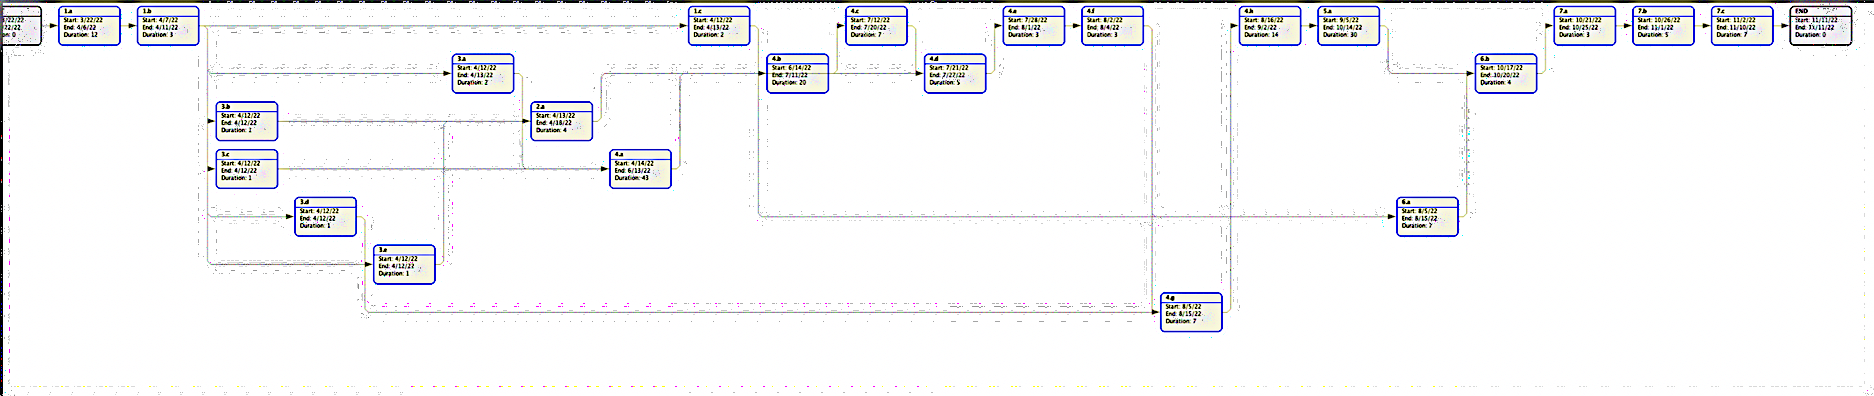 1.a
Start: 3/22/22
End: 4/6/22
Duration: 12
1.b
Start: 4/7/22
End: 4/11/22
Duration: 3
1.c
Start: 4/12/22
End: 4/13/22
Duration: 2
4.c
Start: 7/12/22
End: 7/20/22
Duration: 7
4.e
Start: 7/28/22
End: 8/1/22
Duration: 3
4.f
Start: 8/2/22
End: 8/4/22
Duration: 3
4.h
Start: 8/16/22
End: 9/2/22
Duration: 14
5.a
Start: 9/5/22
End: 10/14/22
Duration: 30
7.a
Start: 10/21/22
End: 10/25/22
Duration: 3
7.b
Start: 10/26/22
End: 11/1/22
Duration: 5
7.c
Start: 11/2/22
End: 11/10/22
Duration: 7
END
Start: 11/11/22
End: 11/11/22
Duration: 0
3.a
Start: 4/12/22
End: 4/13/22
Duration: 2
4.b
Start: 6/14/22
End: 7/11/22
Duration: 20
4.d
Start: 7/21/22
End: 7/27/22
Duration: 5
6.b
Start: 10/17/22
End: 10/20/22
Duration: 4
3.b
Start: 4/12/22
End: 4/12/22
Duration: 1
2.a
Start: 4/13/22
End: 4/18/22
Duration: 4
3.c
Start: 4/12/22
End: 4/12/22
Duration: 1
4.a
Start: 4/14/22
End: 6/13/22
Duration: 43
3.d
Start: 4/12/22
End: 4/12/22
Duration: 1
6.a
Start: 8/5/22
End: 8/15/22
Duration: 7
3.e
Start: 4/12/22
End: 4/12/22
Duration: 1
4.g
Start: 8/5/22
End: 8/15/22
Duration: 7